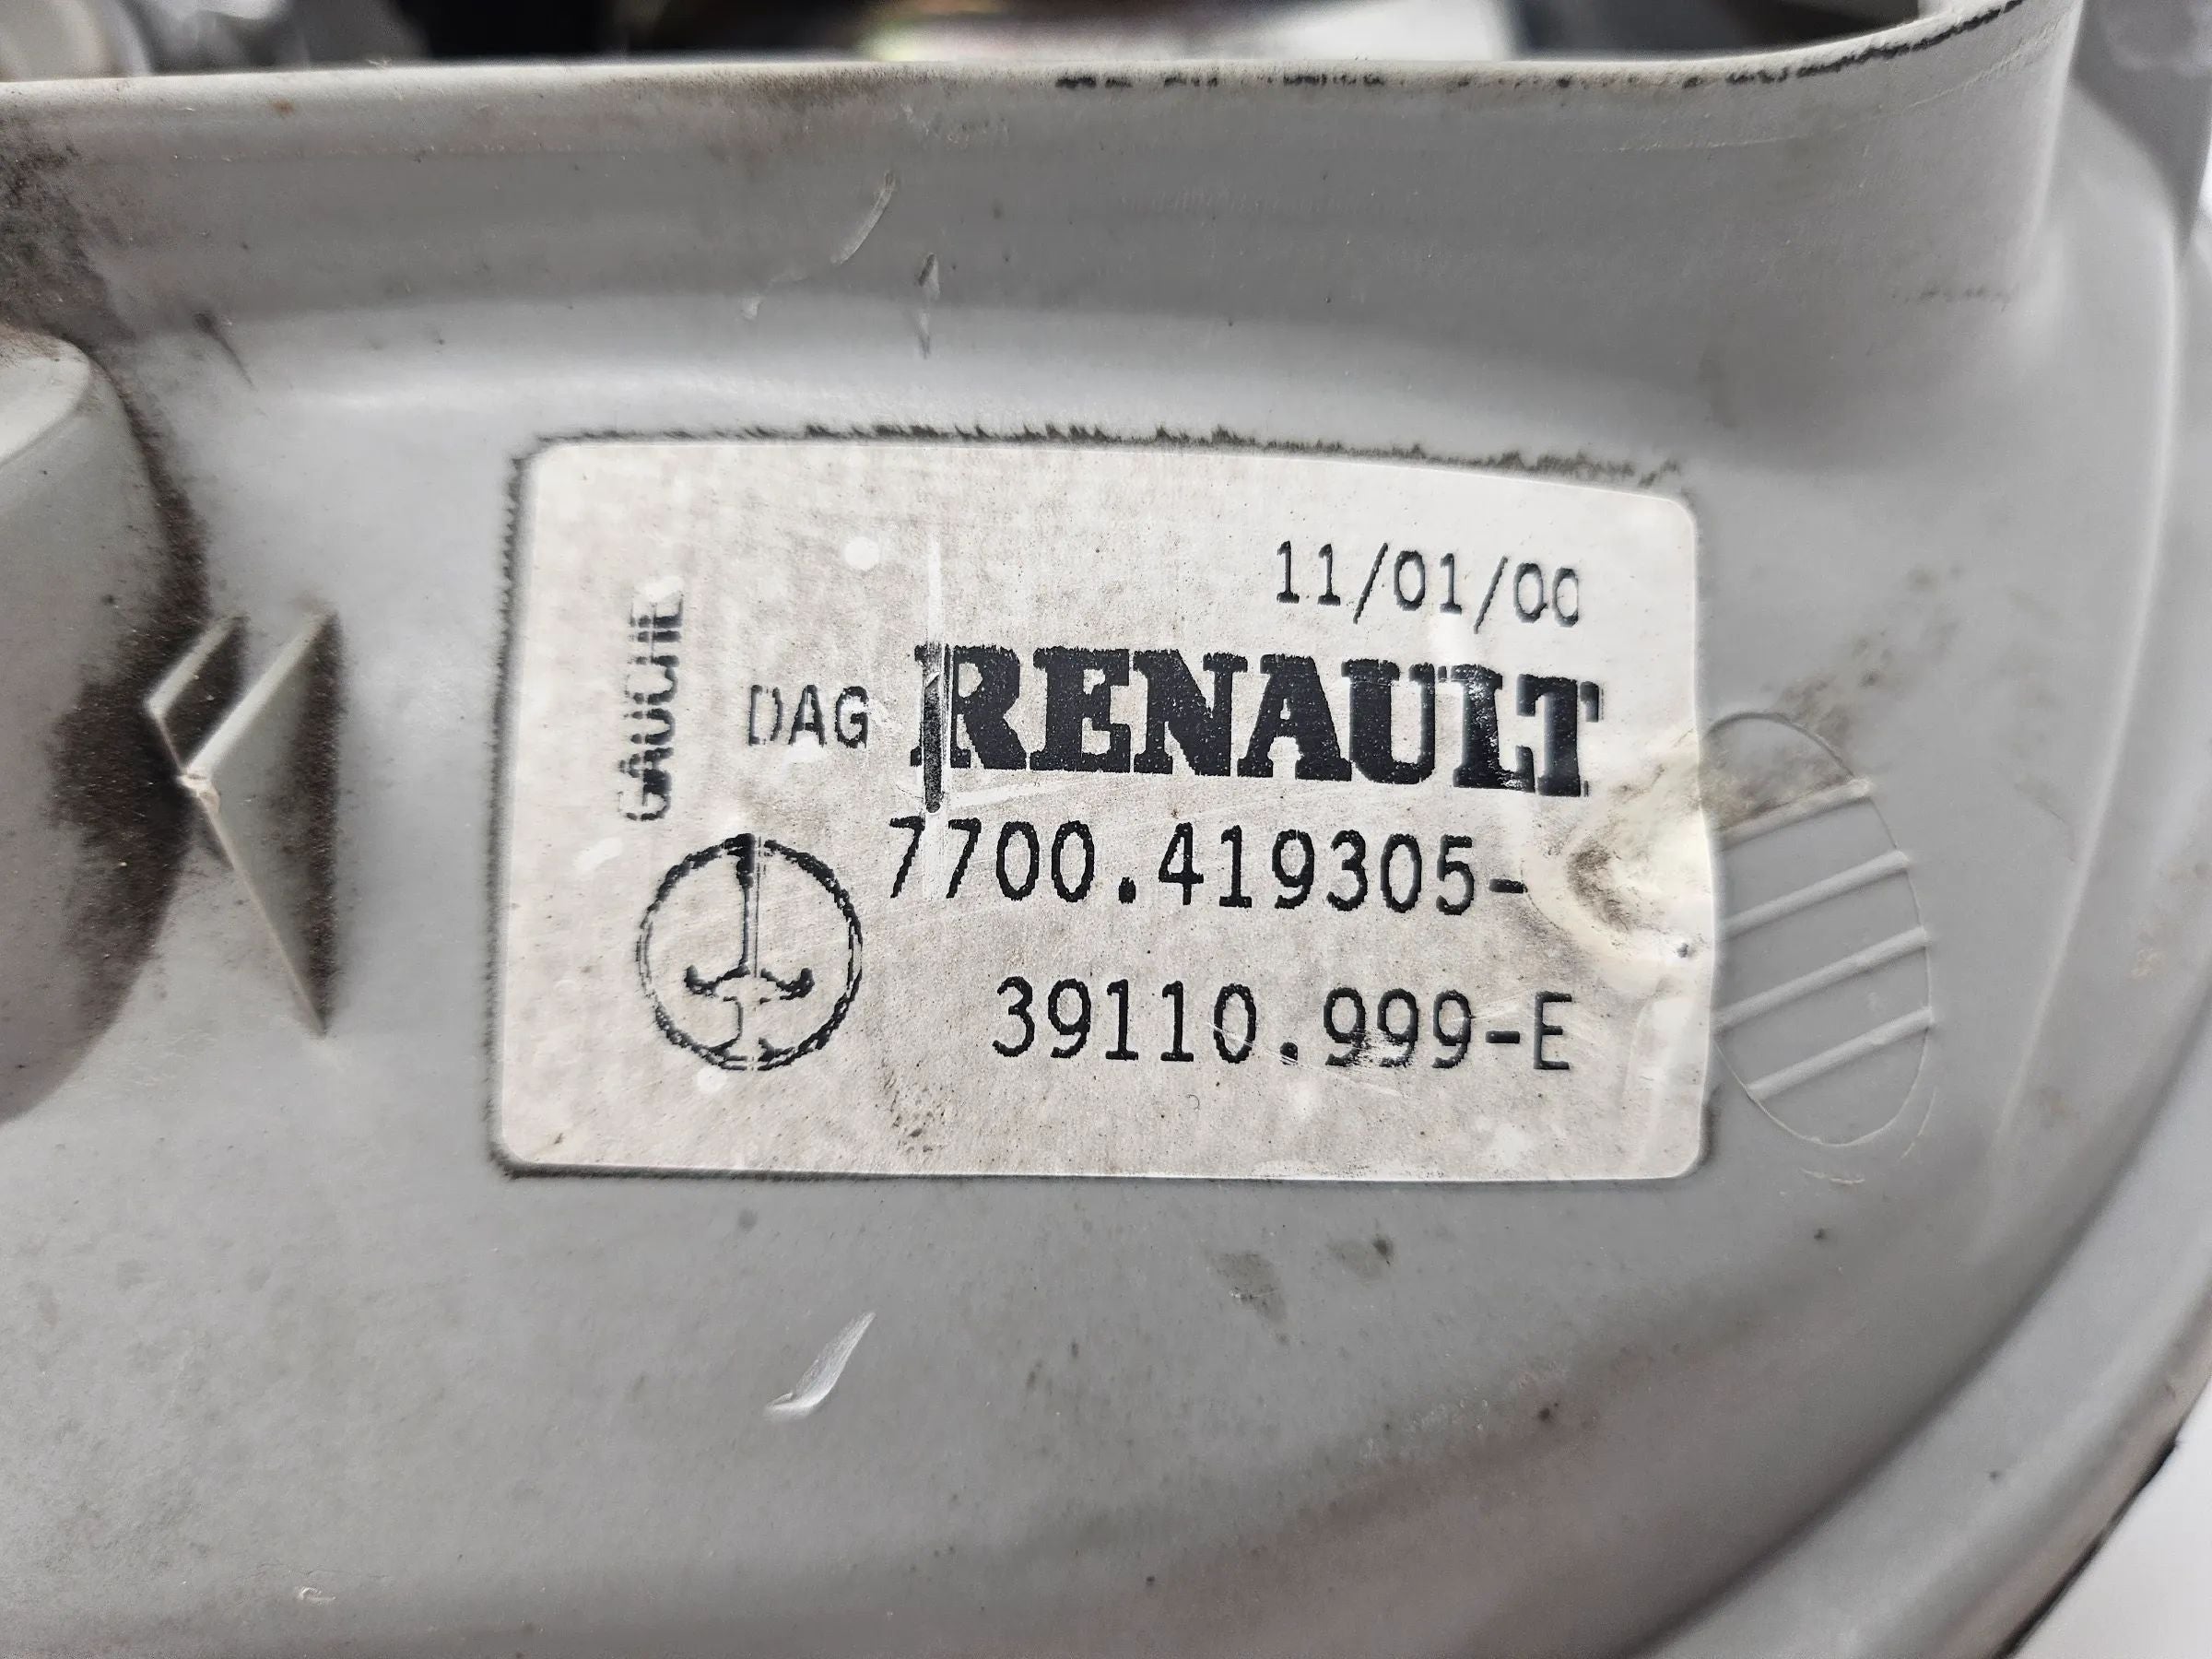 11/01/00
GAUCHE
DAG RENAULT
7700.419305-
39110.999-E